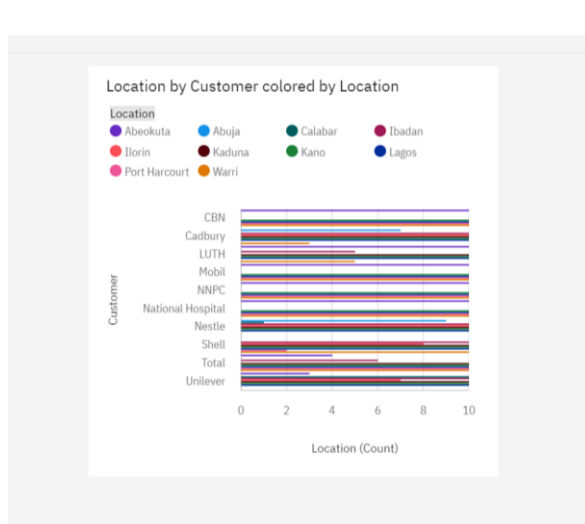 Location by Customer colored by Location
Location
Abeokuta Abuja Calabar Ibadan
Ilorin Kaduna Kano Lagos
Port Harcourt Warri
Customer
CBN
Cadbury
LUTH
Mobil
NNPC
National Hospital
Nestle
Shell
Total
Unilever
0 2 4 6 8 10
Location (Count)